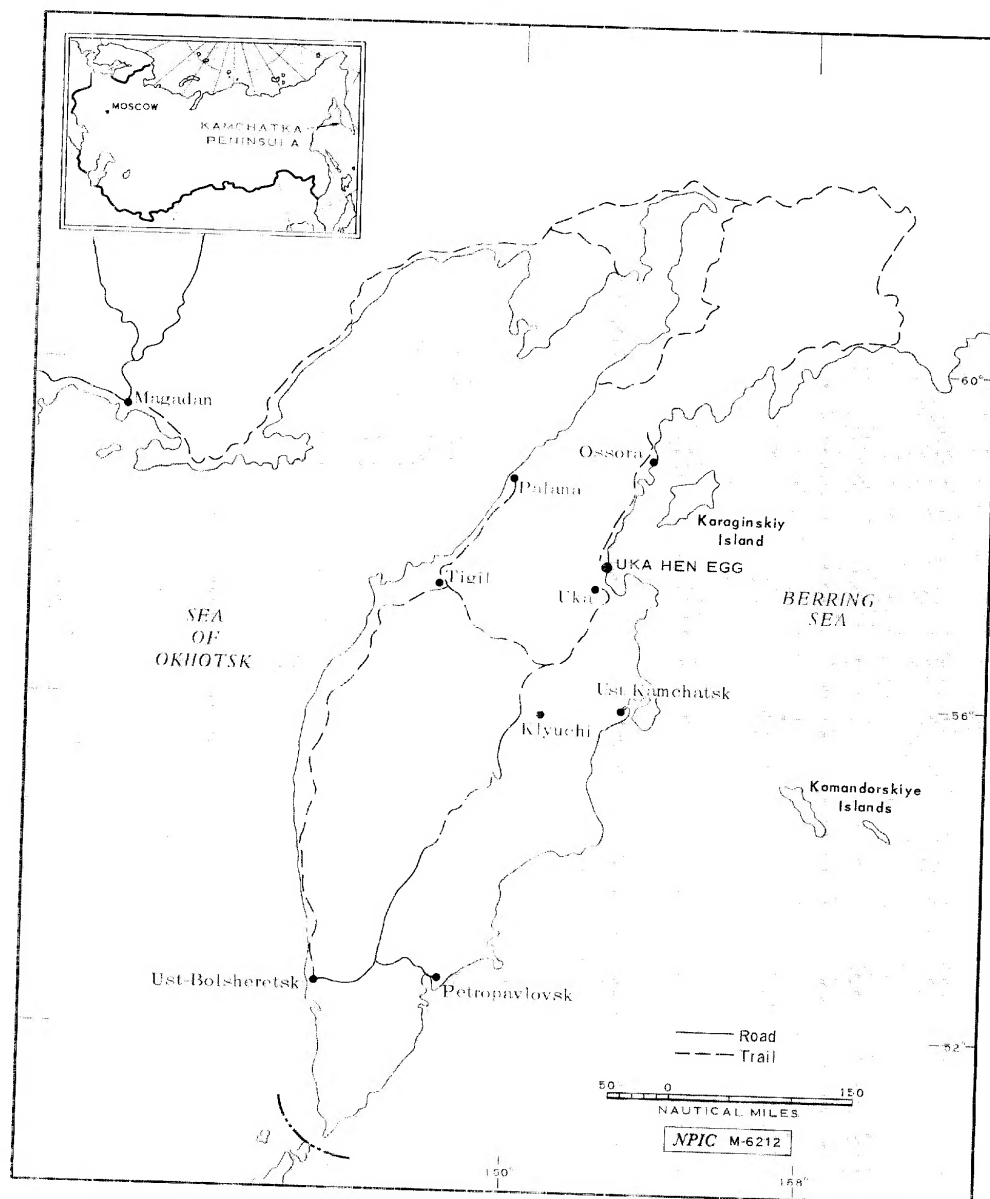 MOSCOW
KAMCHATKA
PENINSULA
Magadan
60°
Ossora
Palana
Karaginskiy
Island
UKA HEN EGG
Tigil
Uka
BERRING
SEA
SEA
OF
OKHOTSK
Ust Kamchatsk
56°
Klyuchi
Komandorskiye
Islands
Ust-Bolsheretsk
Petropavlovsk
Road
52°
Trail
50 0 150
NAUTICAL MILES
NPIC M-6212
150°
158°